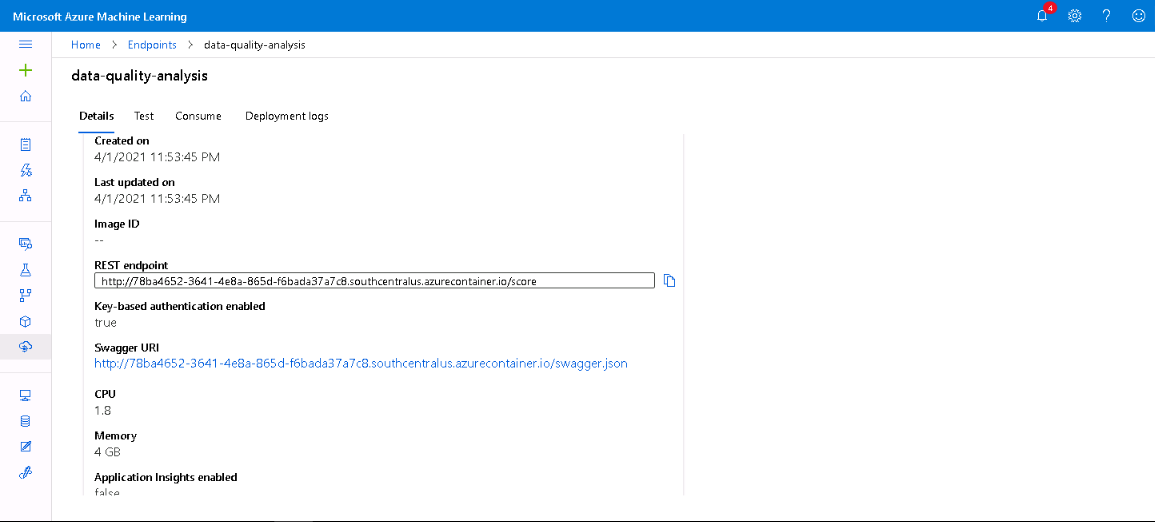 Microsoft Azure Machine Learning
4
Home > Endpoints > data-quality-analysis
data-quality-analysis
Details Test Consume Deployment logs
Created on
4/1/2021 11:53:45 PM
Last updated on
4/1/2021 11:53:45 PM
Image ID
--
REST endpoint
http://78ba4652-3641-4e8a-865d-f6bada37a7c8.southcentralus.azurecontainer.io/score
Key-based authentication enabled
true
Swagger URI
http://78ba4652-3641-4e8a-865d-f6bada37a7c8.southcentralus.azurecontainer.io/swagger.json
CPU
1.8
Memory
4 GB
Application Insights enabled
false